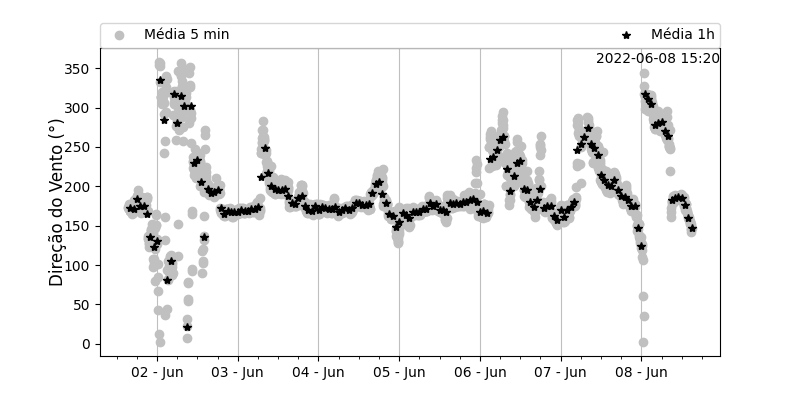 Média 5 min
Média 1h
2022-06-08 15:20
Direção do Vento (°)
350
300
250
200
150
100
50
0
02 - Jun
03 - Jun
04 - Jun
05 - Jun
06 - Jun
07 - Jun
08 - Jun